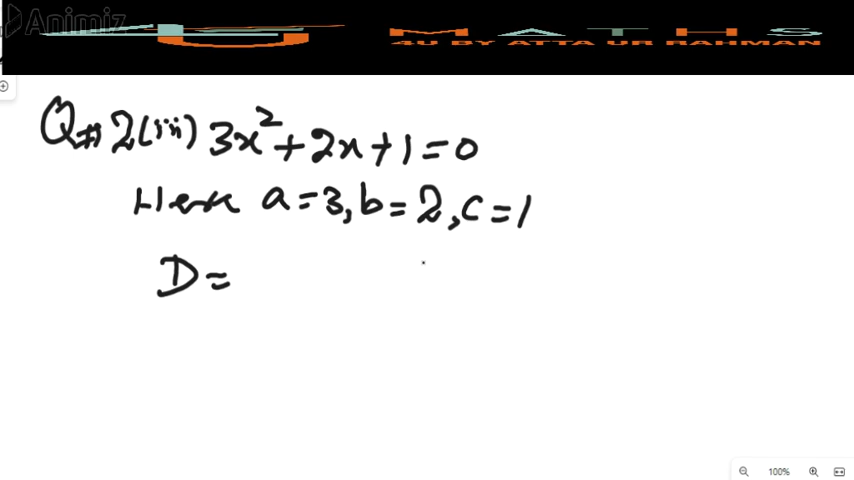 Animiz
MATHS
4U BY ATTA UR RAHMAN
Q#2(iii) 3x²+2x+1=0
Here a=3, b=2, c=1
D=
100%